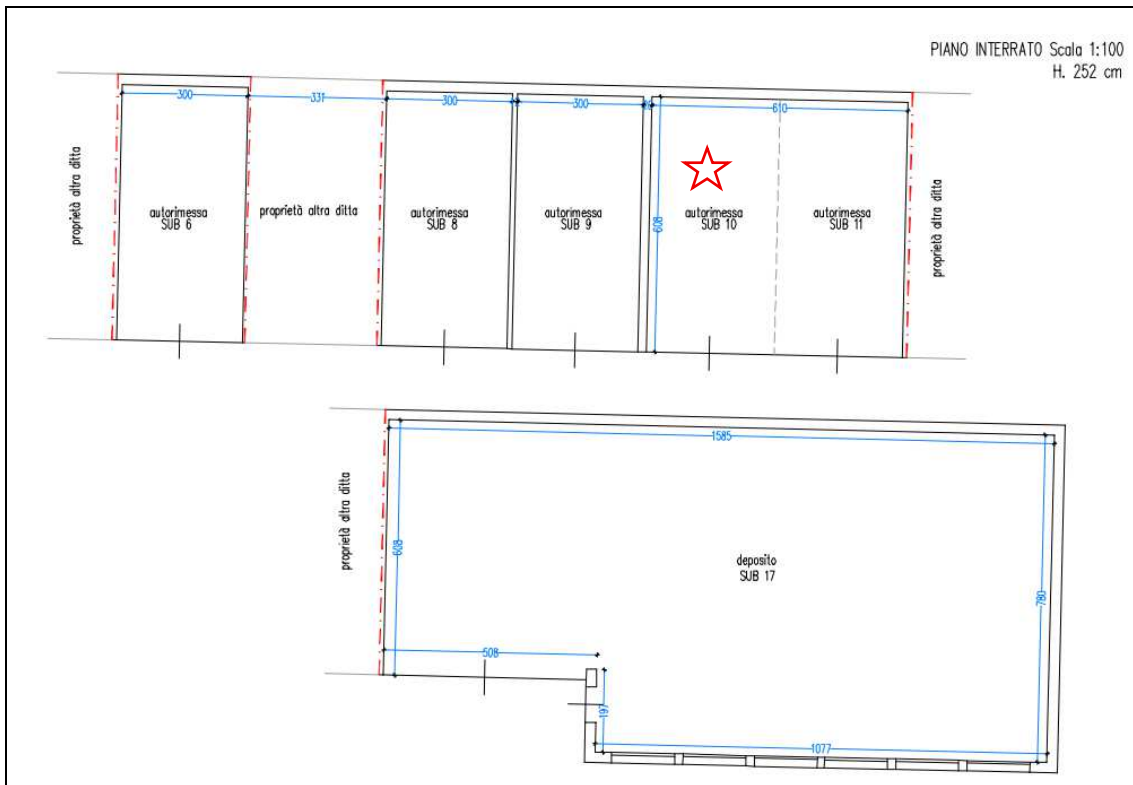 PIANO INTERRATO Scala 1:100
H. 252 cm
300
331
300
300
610
proprietà altra ditta
autorimessa
SUB 6
proprietà altra ditta
autorimessa
SUB 8
autorimessa
SUB 9
608
autorimessa
SUB 10
autorimessa
SUB 11
proprietà altra ditta
1585
proprietà altra ditta
608
deposito
SUB 17
780
508
197
1077